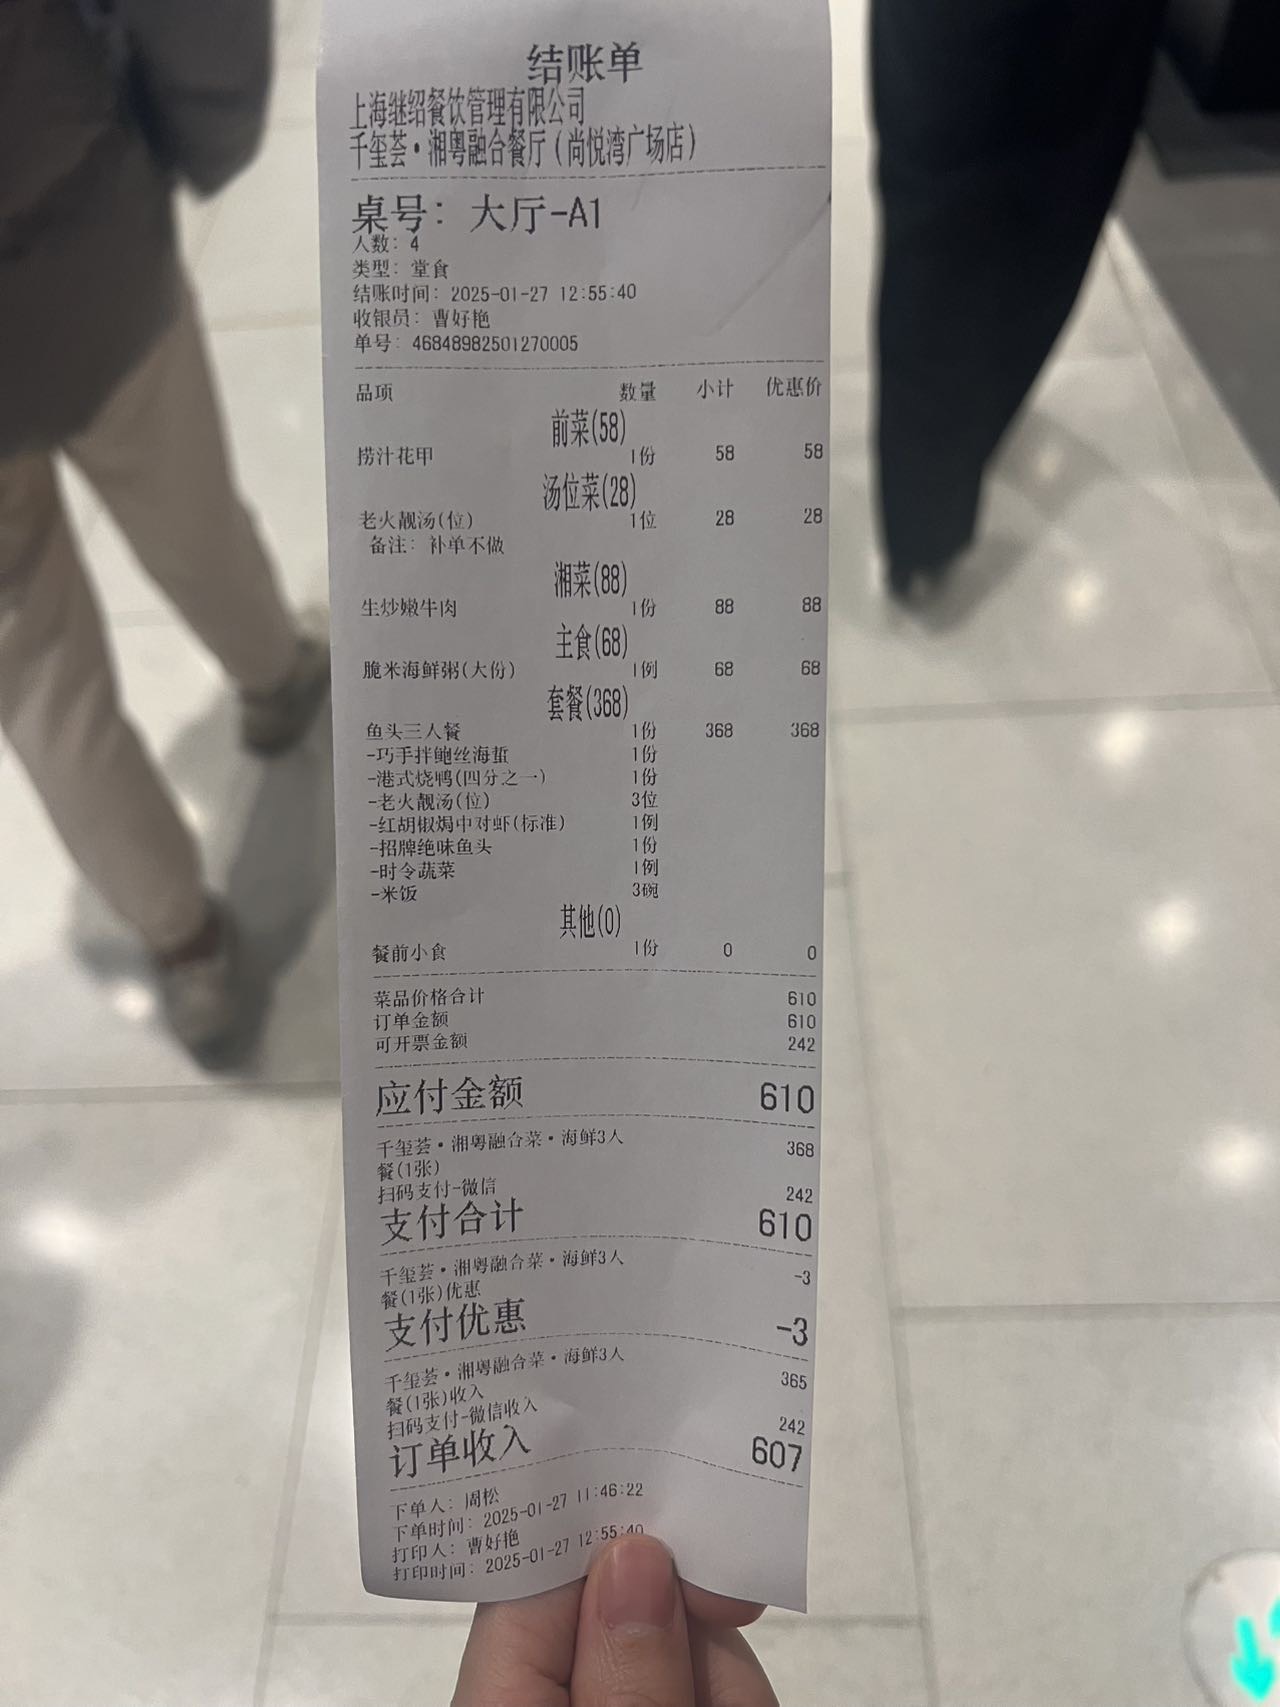 结账单
上海继绍餐饮管理有限公司
千玺荟·湘粤融合餐厅(尚悦湾广场店)
桌号: 大厅-A1
人数: 4
类型: 堂食
结账时间: 2025-01-27 12:55:40
收银员: 曹好艳
单号: 46848982501270005
品项 数量 小计 优惠价
前菜(58)
捞汁花甲 1份 58 58
汤位菜(28)
老火靓汤(位) 1位 28 28
备注: 补单不做
湘菜(88)
生炒嫩牛肉 1份 88 88
主食(68)
脆米海鲜粥(大份) 1例 68 68
套餐(368)
鱼头三人餐 1份 368 368
-巧手拌鲍丝海蜇 1份
-港式烧鸭(四分之一) 1份
-老火靓汤(位) 3位
-红胡椒焗中对虾(标准) 1例
-招牌绝味鱼头 1份
-时令蔬菜 1例
-米饭 3碗
其他(0)
餐前小食 1份 0 0
菜品价格合计 610
订单金额 610
可开票金额 242
应付金额 610
千玺荟·湘粤融合菜·海鲜3人 368
餐(1张)
扫码支付-微信 242
支付合计 610
千玺荟·湘粤融合菜·海鲜3人 -3
餐(1张)优惠
支付优惠 -3
千玺荟·湘粤融合菜·海鲜3人 365
餐(1张)收入
扫码支付-微信收入 242
订单收入 607
下单人: 周松
下单时间: 2025-01-27 11:46:22
打印人: 曹好艳
打印时间: 2025-01-27 12:55:40